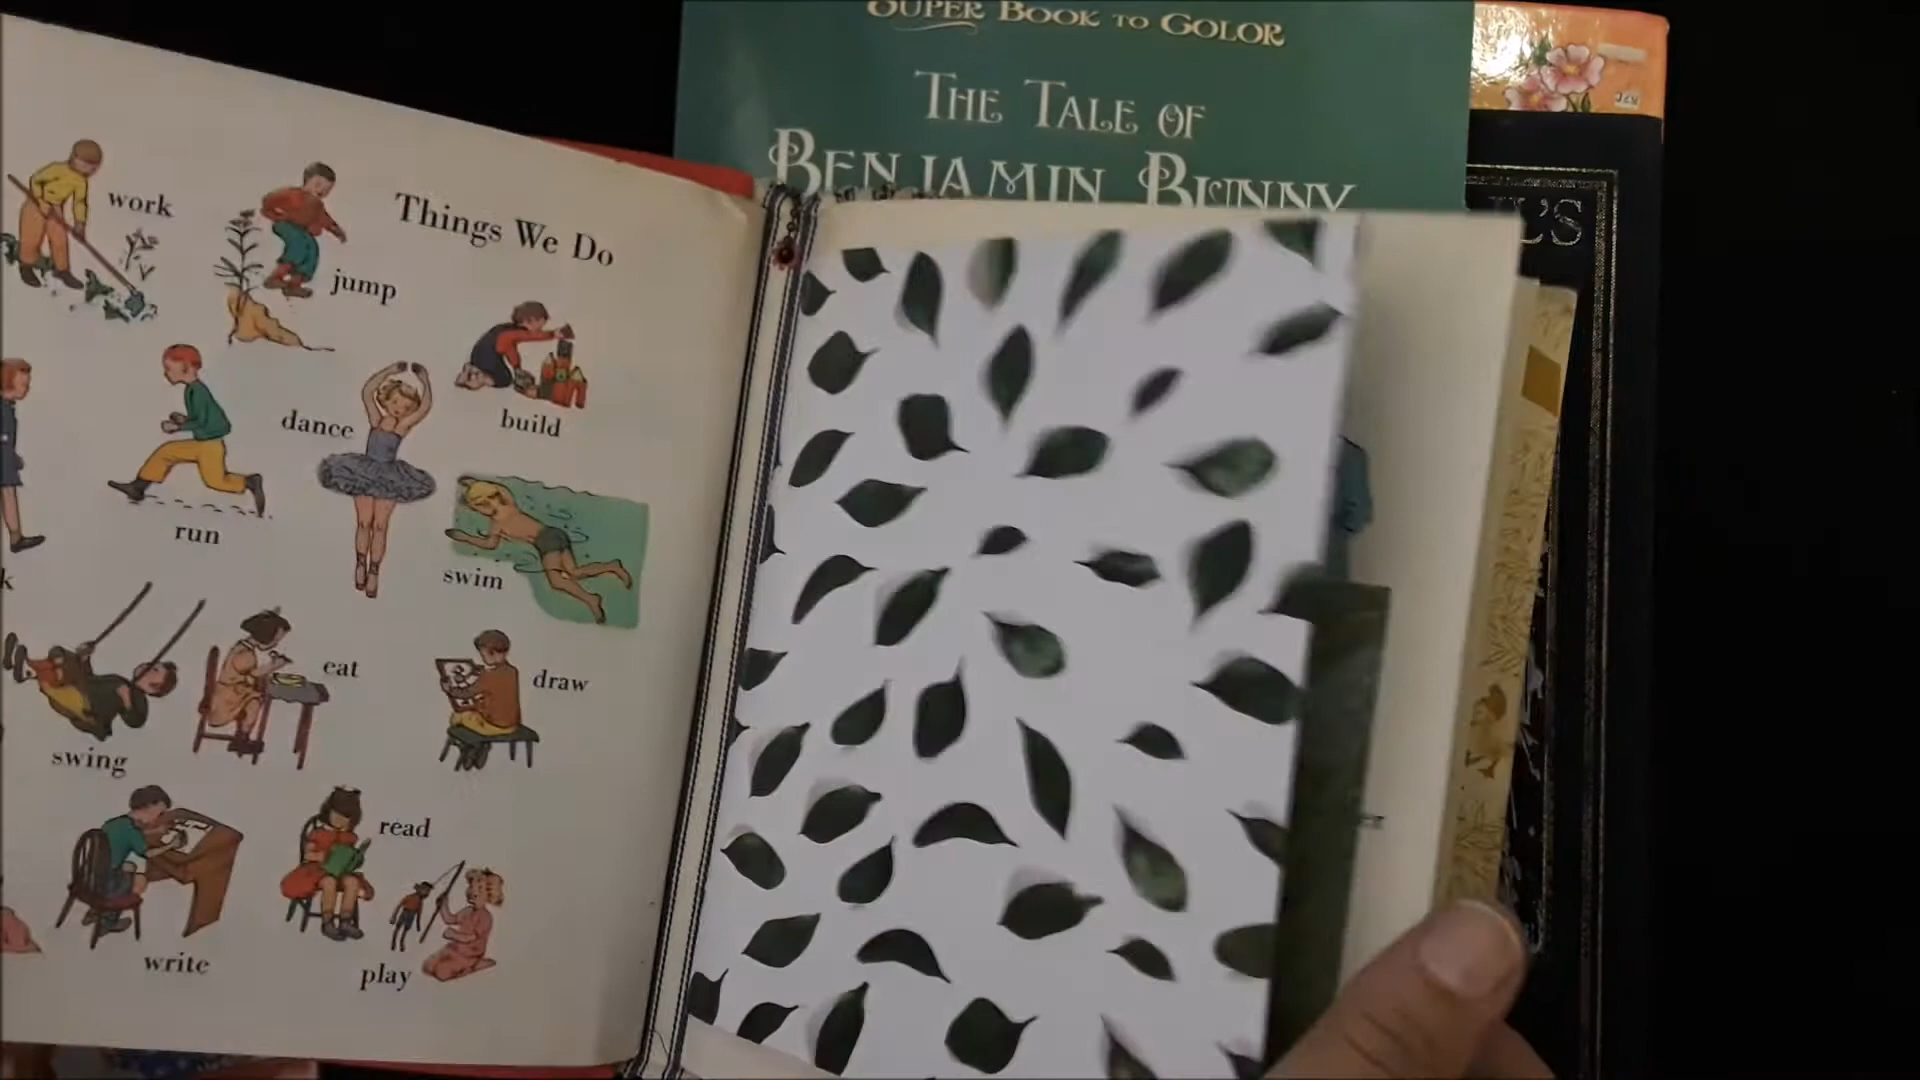 SUPER BOOK TO COLOR
THE TALE OF
BENJAMIN BUNNY
L'S
Things We Do
work
jump
build
dance
run
swim
k
eat
draw
swing
read
write
play